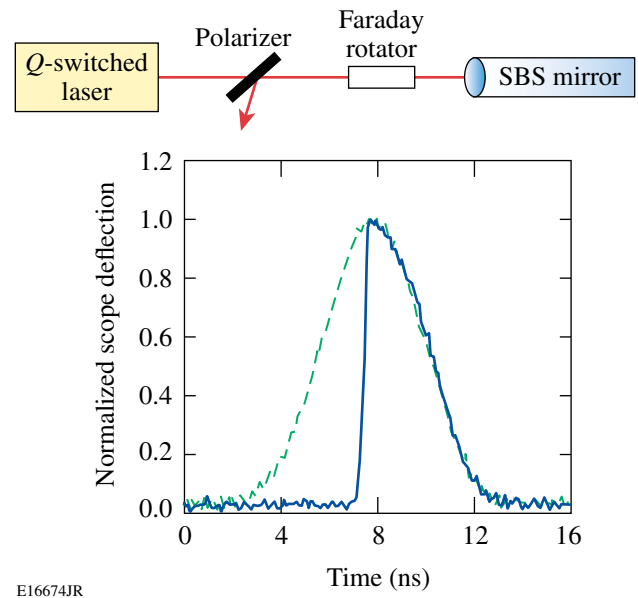 Q-switched
laser
Polarizer
Faraday
rotator
SBS mirror
Normalized scope deflection
1.2
1.0
0.8
0.6
0.4
0.2
0.0
0
4
8
12
16
Time (ns)
E16674JR